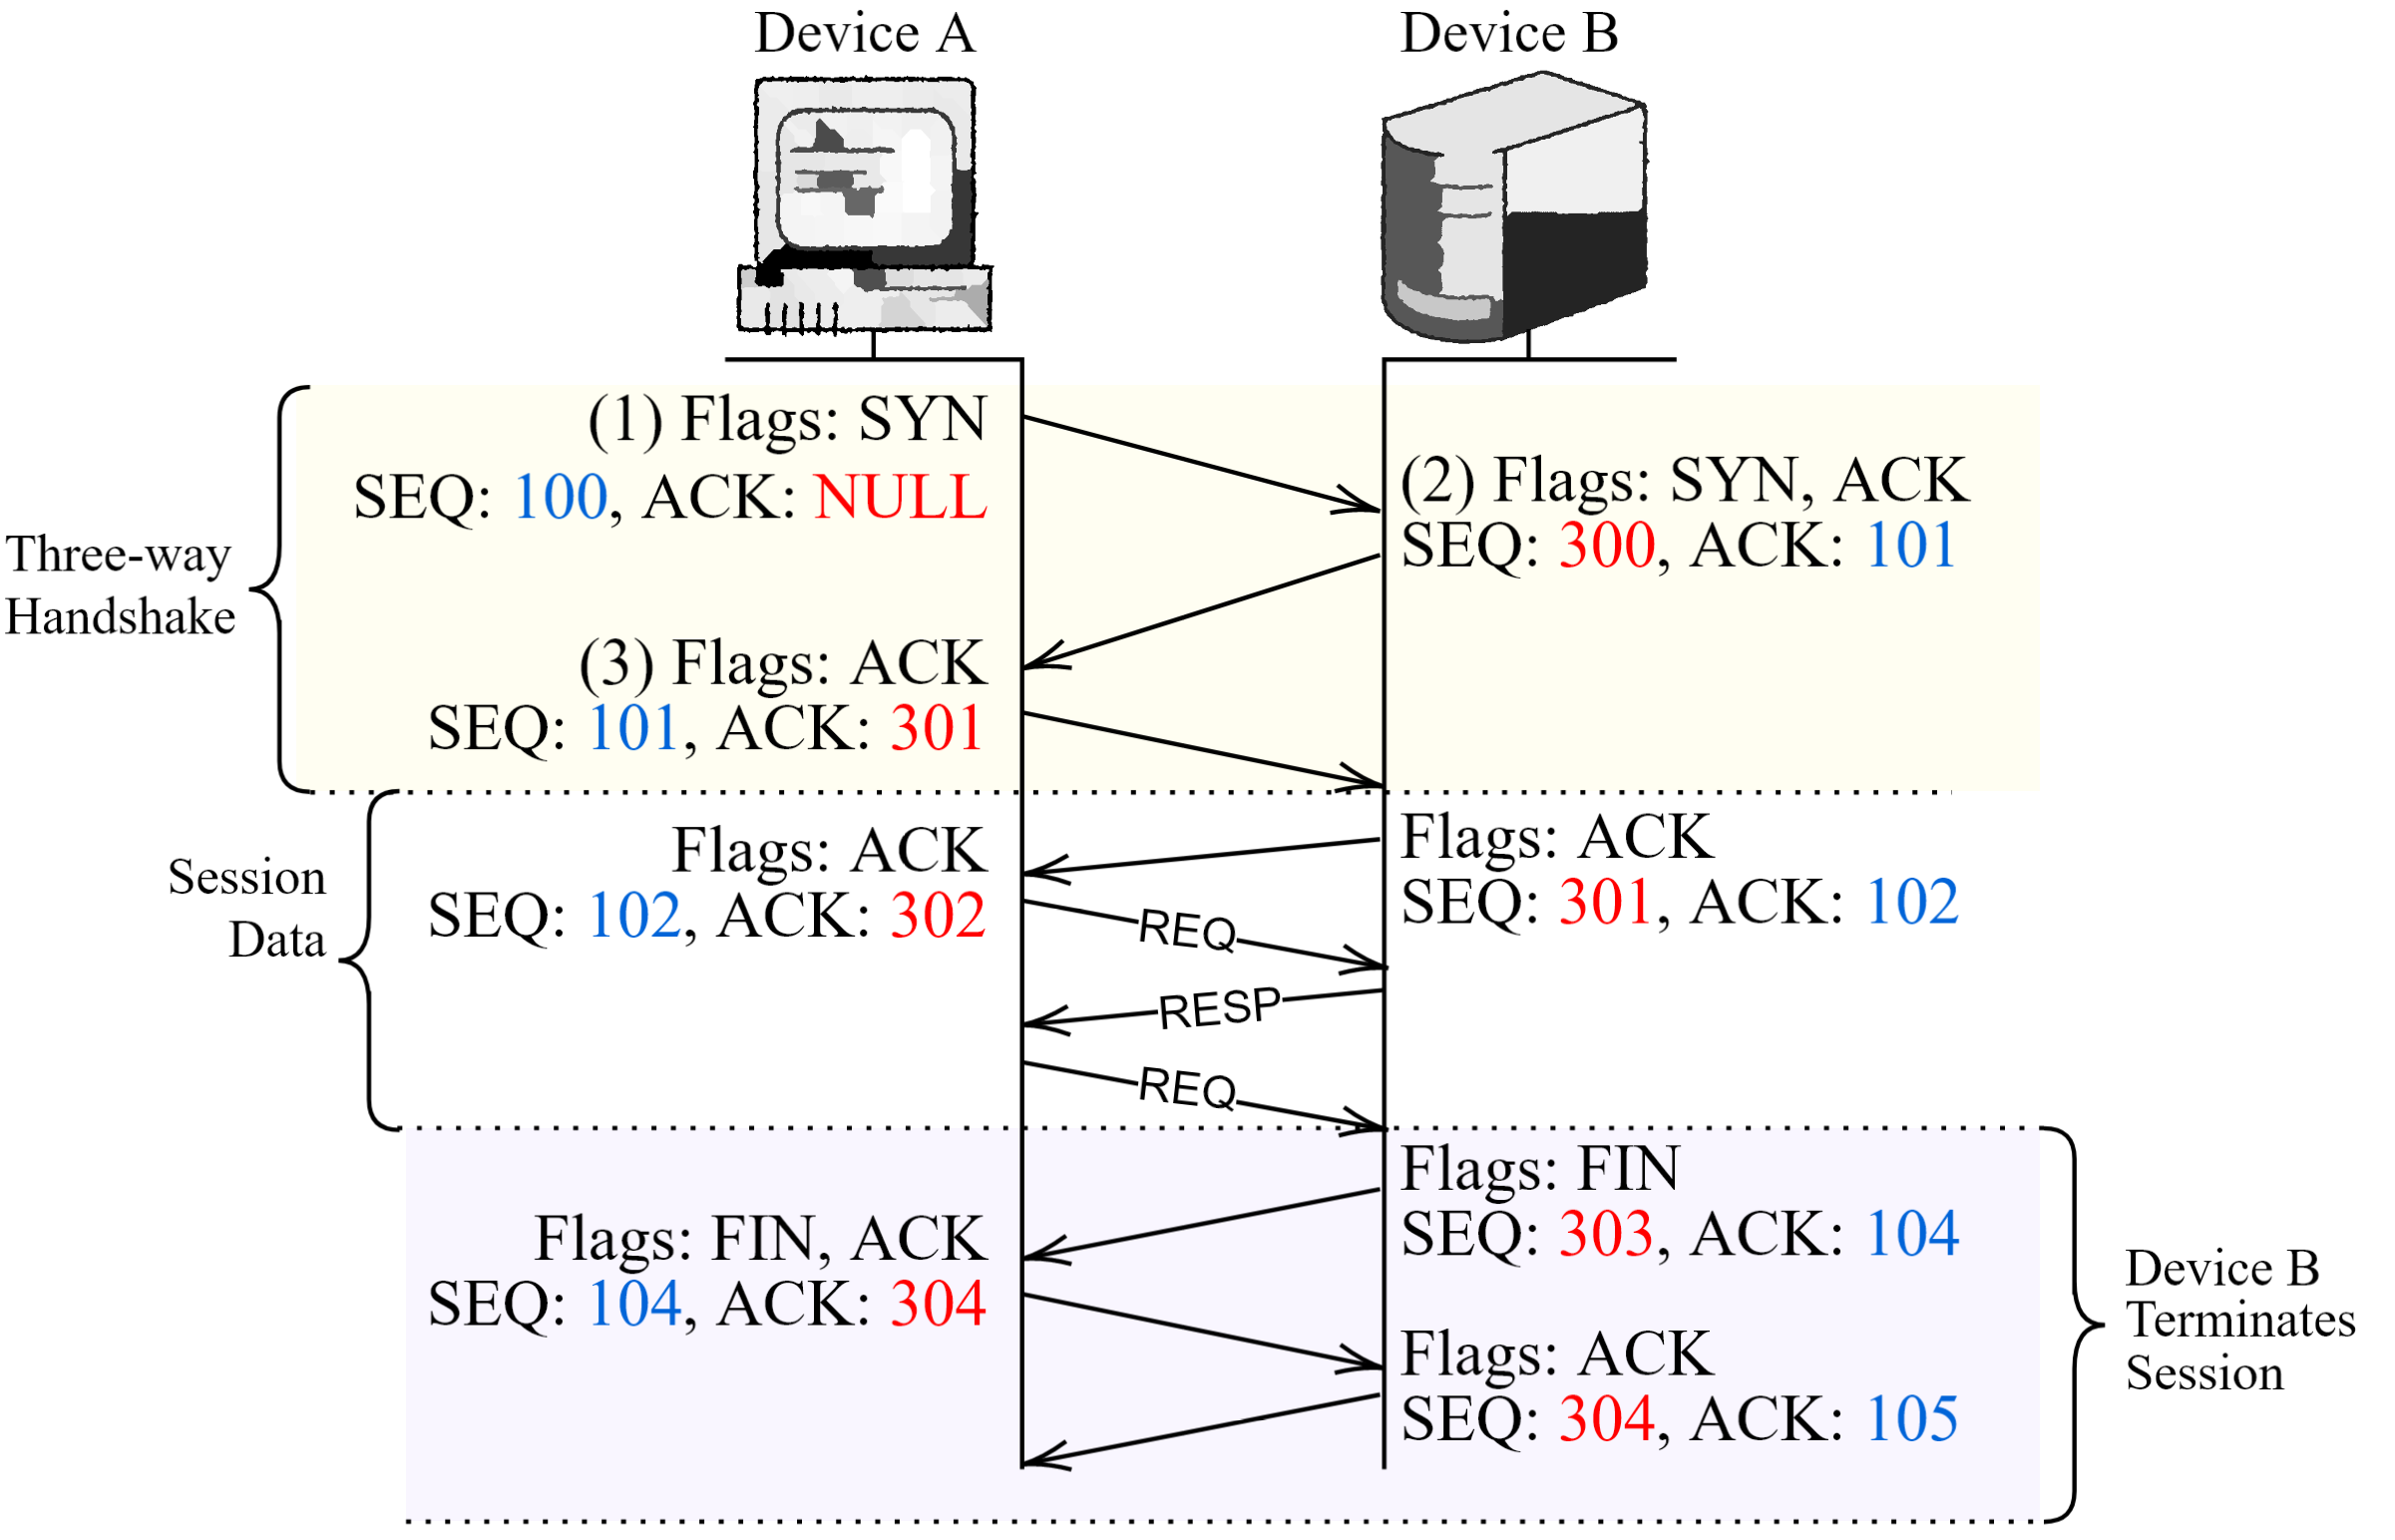 Device A
Device B
(1) Flags: SYN
SEQ: 100, ACK: NULL
(2) Flags: SYN, ACK
SEQ: 300, ACK: 101
Three-way
Handshake
(3) Flags: ACK
SEQ: 101, ACK: 301
Flags: ACK
SEQ: 301, ACK: 102
Session
Data
Flags: ACK
SEQ: 102, ACK: 302
REQ
RESP
REQ
Flags: FIN
SEQ: 303, ACK: 104
Flags: FIN, ACK
SEQ: 104, ACK: 304
Flags: ACK
SEQ: 304, ACK: 105
Device B
Terminates
Session